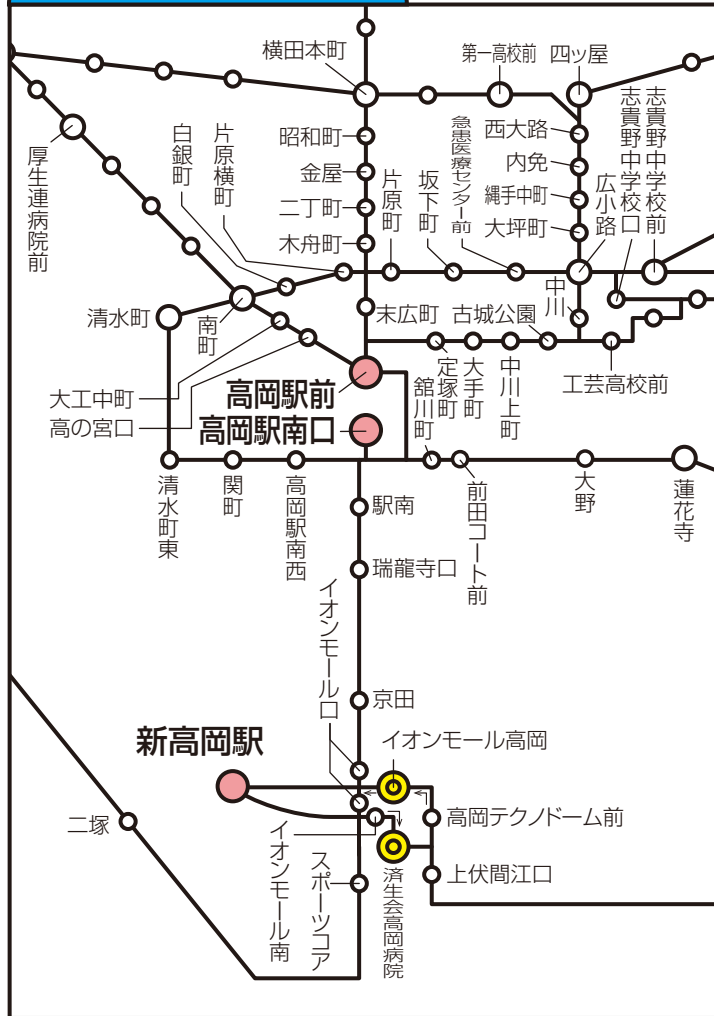 横田本町
第一高校前
四ッ屋
昭和町
金屋
二丁町
木舟町
片原町
坂下町
急患医療センター前
西大路
内免
縄手中町
大坪町
広小路
志貴野中学校口
志貴野中学校前
厚生連病院前
白銀町
片原横町
清水町
南町
末広町
古城公園
中川
大工中町
高の宮口
高岡駅前
高岡駅南口
舘川町
定塚町
大手町
中川上町
工芸高校前
清水町東
関町
高岡駅南西
駅南
前田コート前
大野
蓮花寺
瑞龍寺口
イオンモール口
京田
新高岡駅
イオンモール高岡
高岡テクノドーム前
二塚
イオンモール南
スポーツコア
済生会高岡病院
上伏間江口